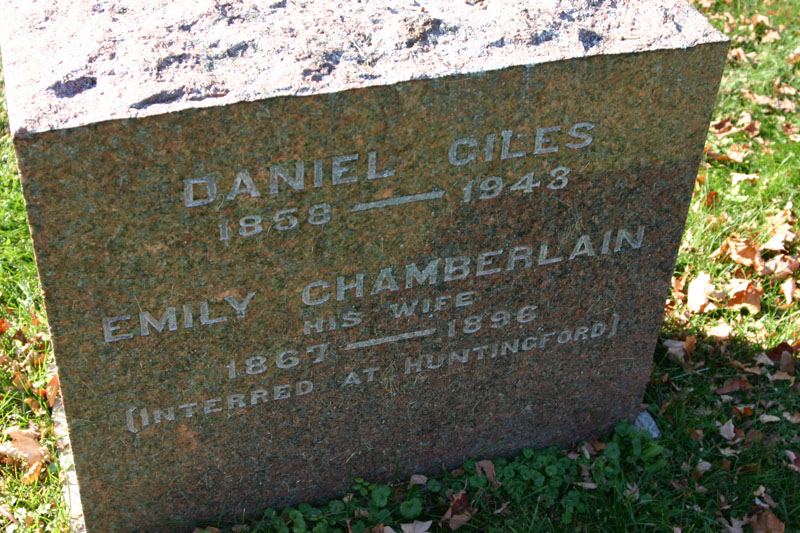 DANIEL GILES
1858 — 1943
EMILY CHAMBERLAIN
HIS WIFE
1867 — 1896
(INTERRED AT HUNTINGFORD)